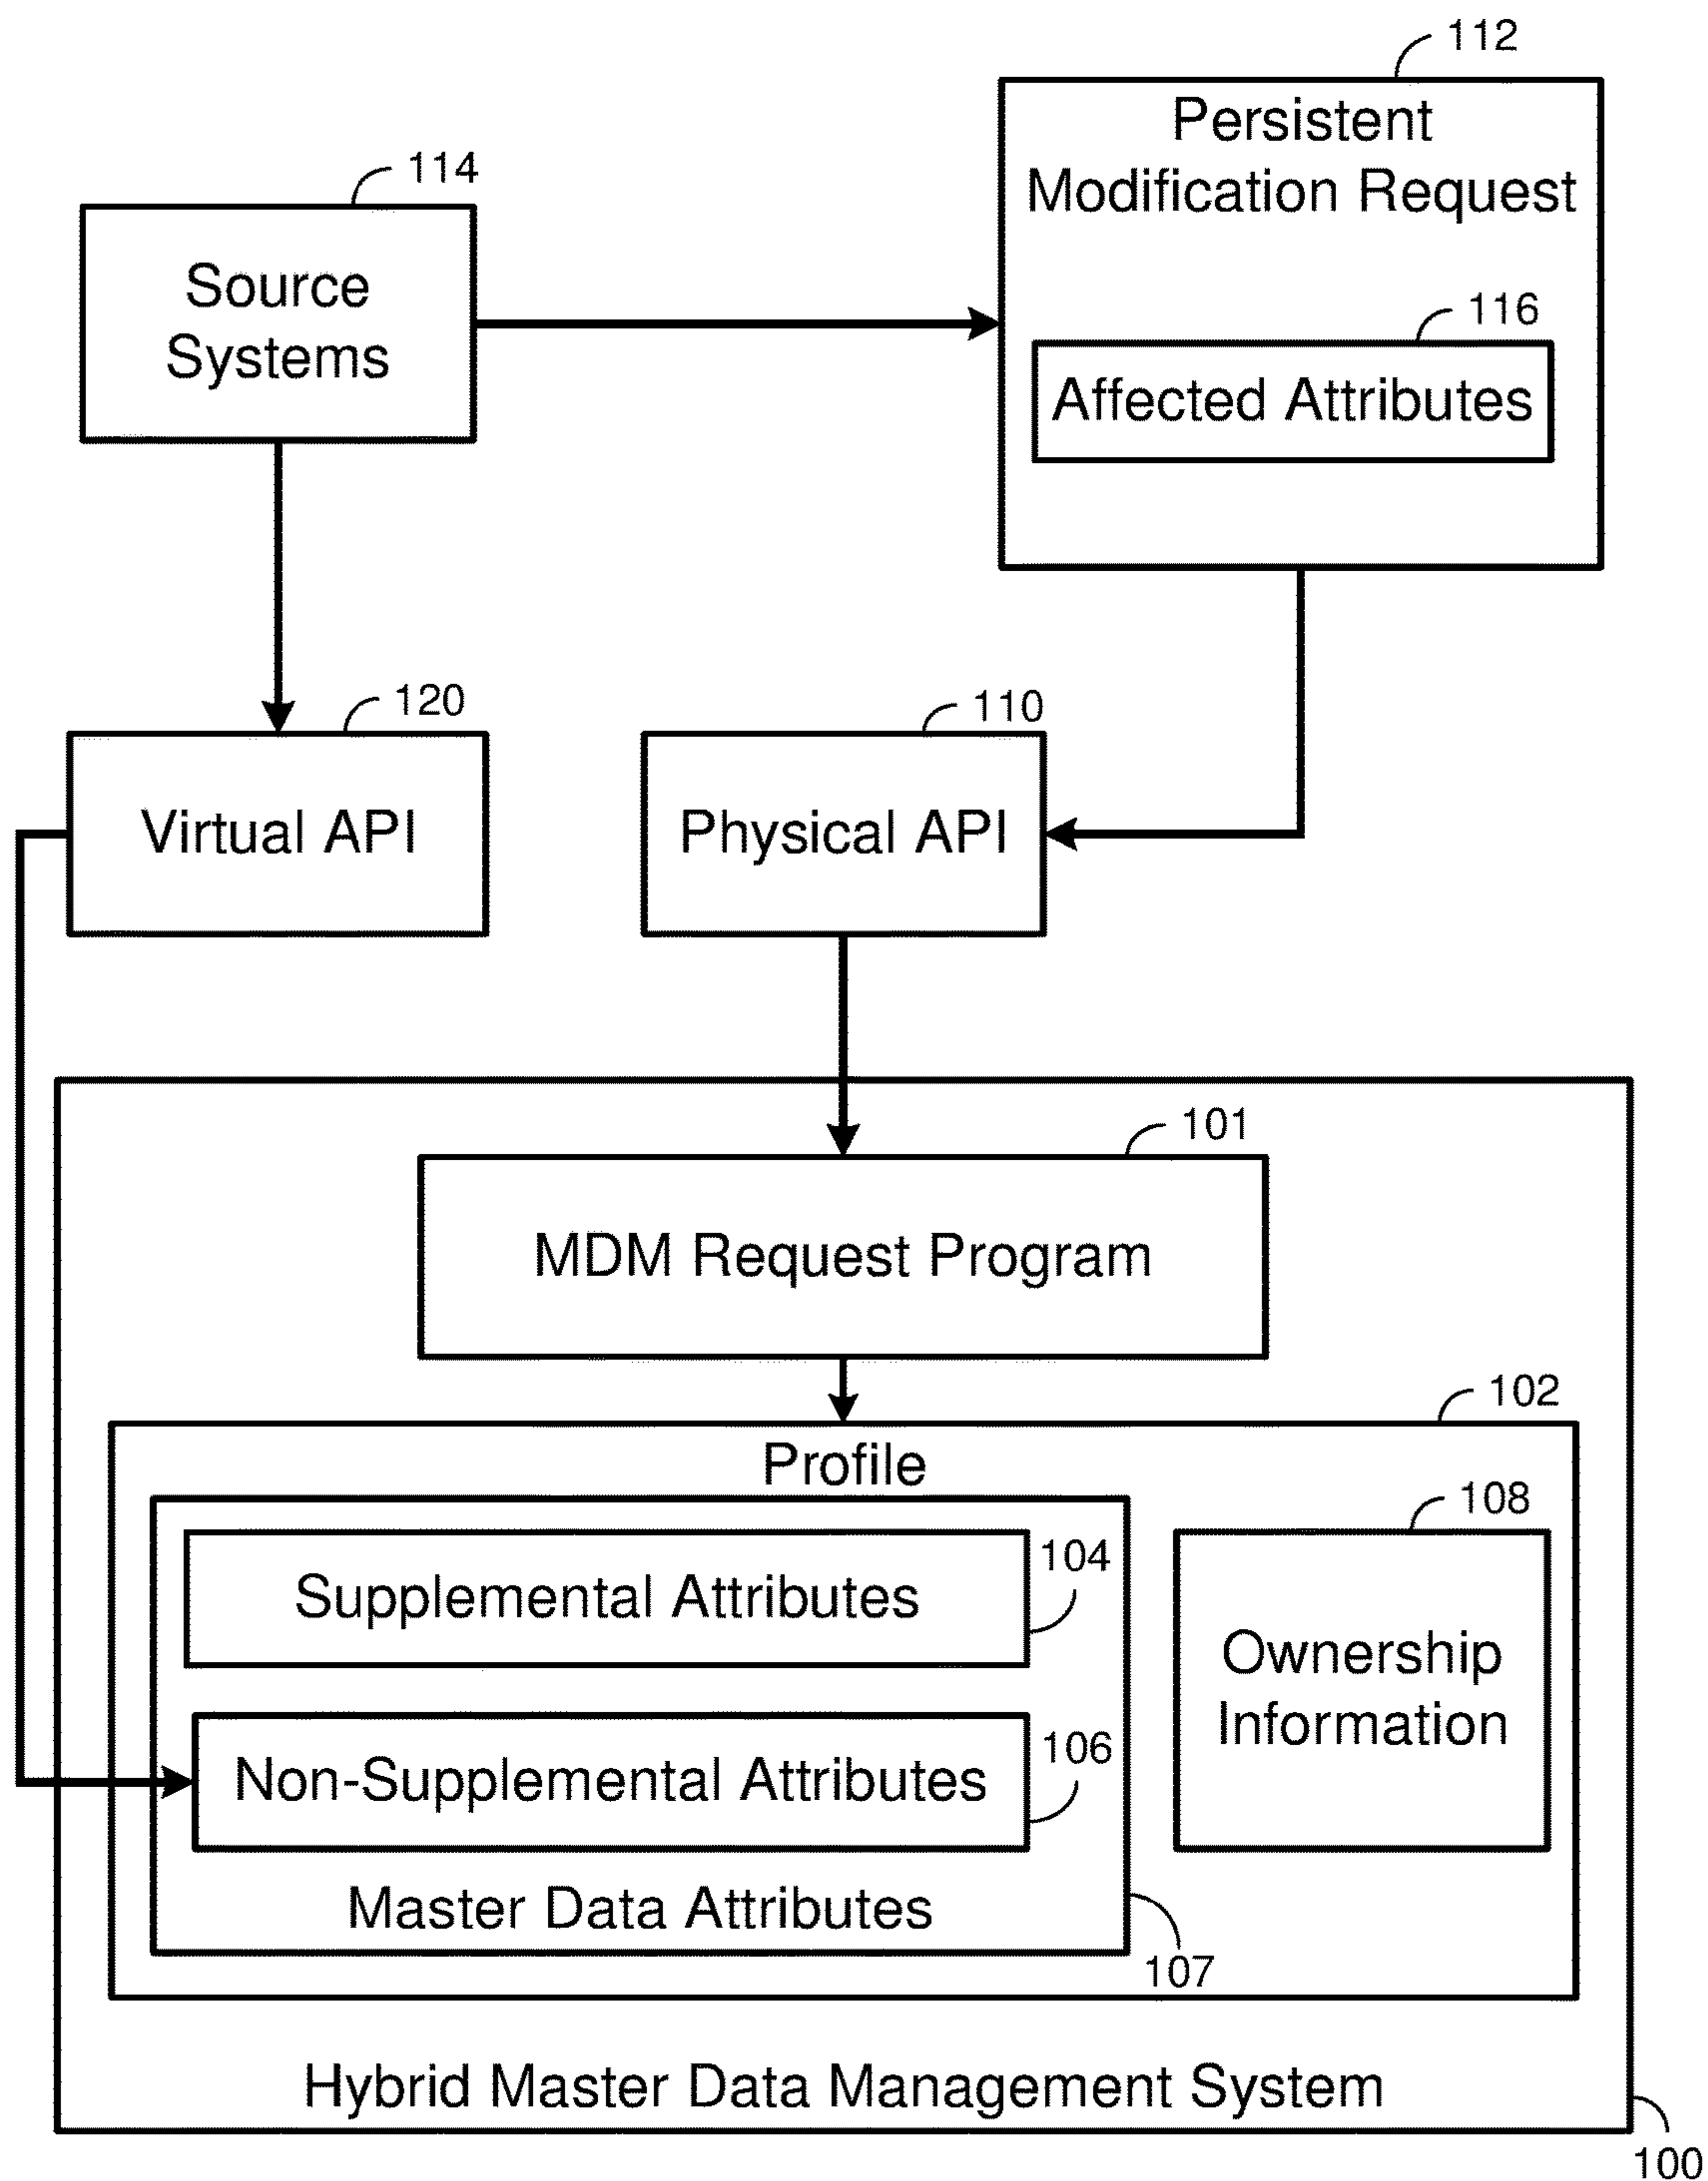 112
Persistent
Modification Request
114
Source
Systems
116
Affected Attributes
120
Virtual API
110
Physical API
101
MDM Request Program
102
Profile
108
104
Supplemental Attributes
Ownership
Information
106
Non-Supplemental Attributes
Master Data Attributes
107
Hybrid Master Data Management System
100